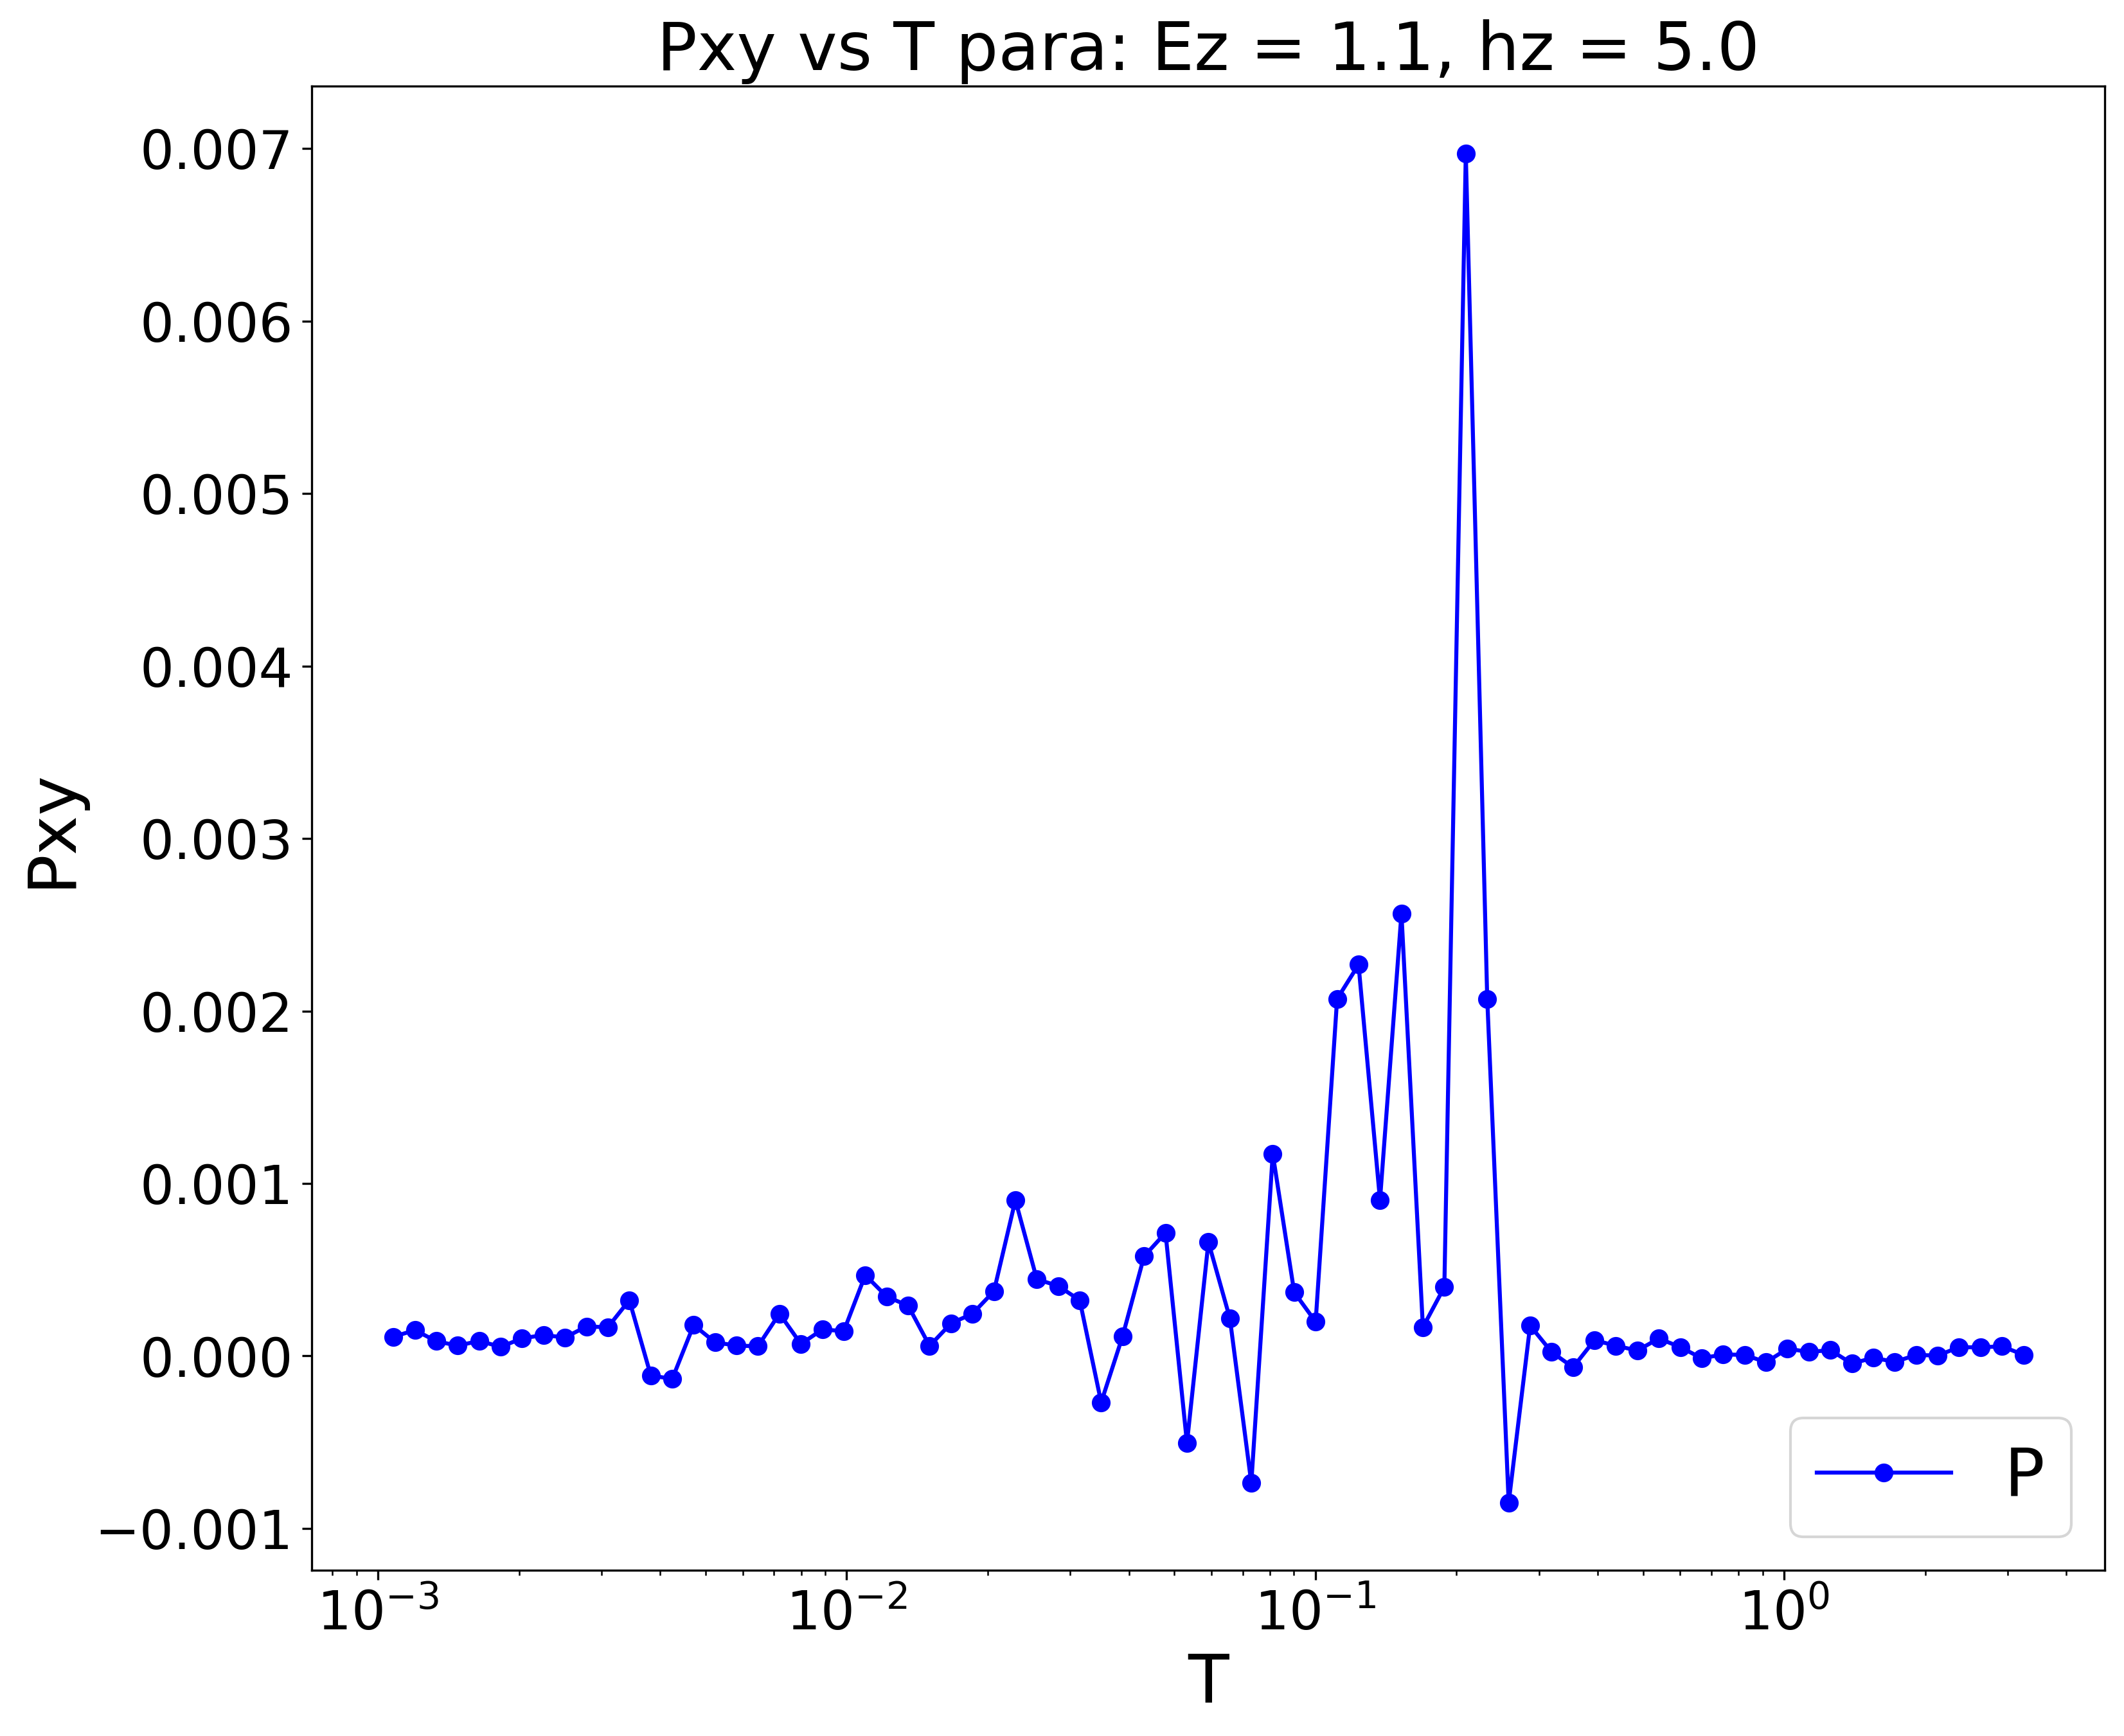 Pxy vs T para: Ez = 1.1, hz = 5.0
0.007
0.006
0.005
0.004
0.003
0.002
0.001
0.000
−0.001
Pxy
P
10⁻³ 10⁻² 10⁻¹ 10⁰
T